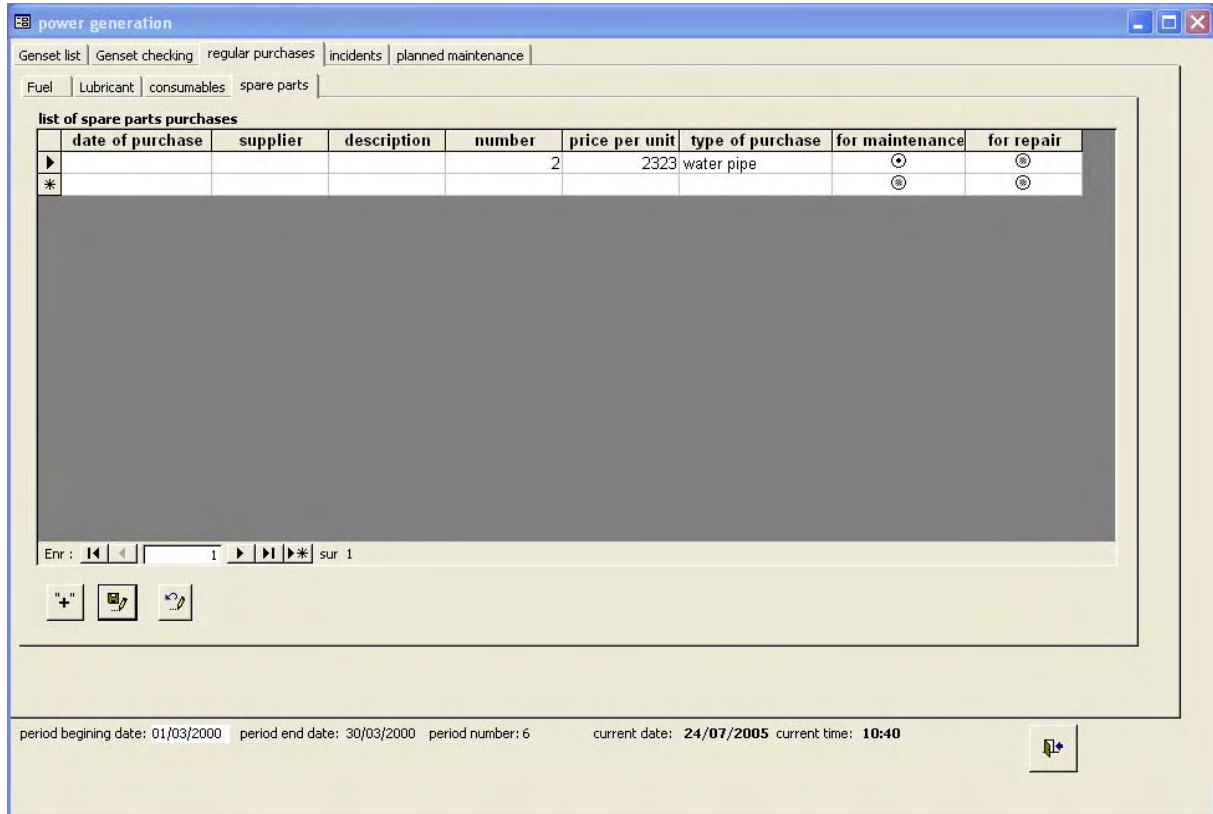 power generation
Genset list Genset checking regular purchases incidents planned maintenance
Fuel Lubricant consumables spare parts
list of spare parts purchases
date of purchase supplier description number price per unit type of purchase for maintenance for repair
2 2323 water pipe
Enr : 1 sur 1
"+"
period begining date: 01/03/2000 period end date: 30/03/2000 period number: 6 current date: 24/07/2005 current time: 10:40